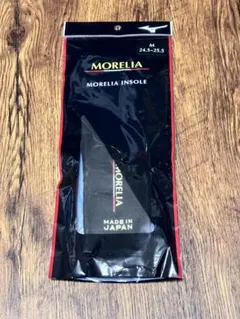 M
24.5~25.5
MORELIA
MORELIA INSOLE
MORELIA
MADE IN
JAPAN